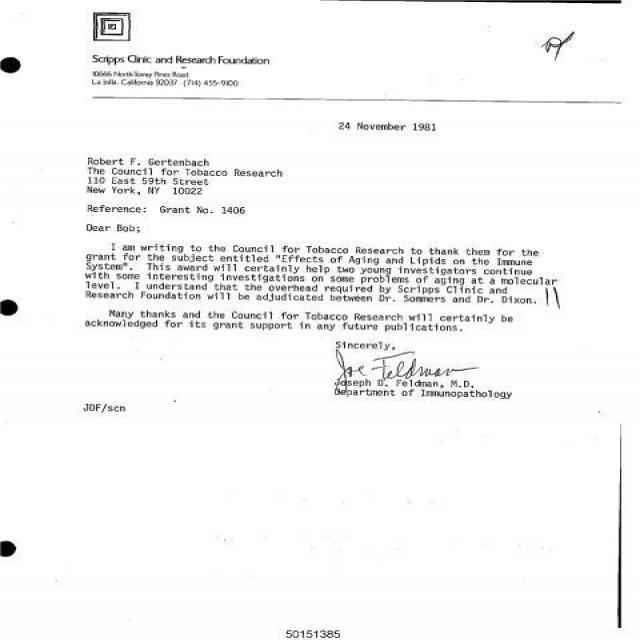 Scripps Clinic and Research Foundation
10666 North Torrey Pines Road
La Jolla, California 92037 (714) 455-9100
24 November 1981
Robert F. Gertenbach
The Council for Tobacco Research
110 East 59th Street
New York, NY 10022
Reference: Grant No. 1406
Dear Bob;
I am writing to the Council for Tobacco Research to thank them for the
grant for the subject entitled "Effects of Aging and Lipids on the Immune
System". This award will certainly help two young investigators continue
with some interesting investigations on some problems of aging at a molecular
level. I understand that the overhead required by Scripps Clinic and
Research Foundation will be adjudicated between Dr. Sommers and Dr. Dixon.
Many thanks and the Council for Tobacco Research will certainly be
acknowledged for its grant support in any future publications.
Sincerely,
Joe Feldman
Joseph D. Feldman, M.D.
Department of Immunopathology
JDF/scn
50151385